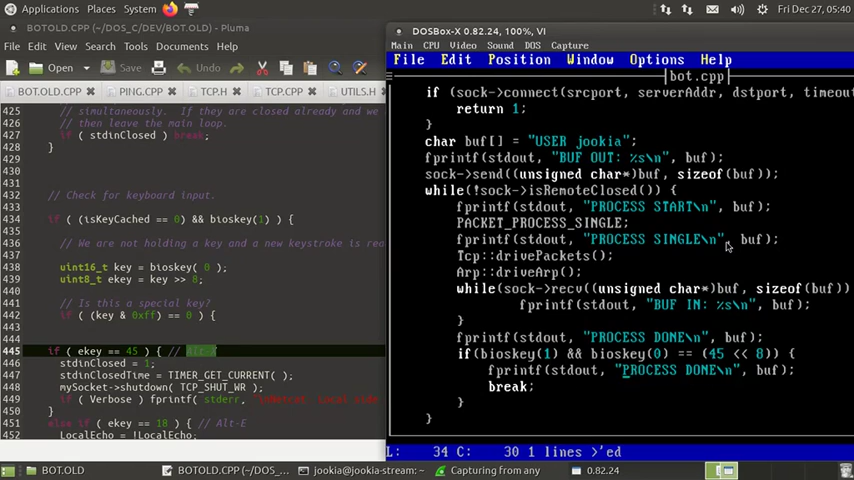 Applications Places System
Fri Dec 27, 05:40
BOTOLD.CPP (~/DOS_C/DEV/BOT.OLD) - Pluma
File Edit View Search Tools Documents Help
Open Save Undo
BOT.OLD.CPP PING.CPP TCP.H TCP.CPP UTILS.H
425 // simultaneously. If they are closed already and we
426 // then leave the main loop.
427 if ( stdinClosed ) break;
428 }
429
430
431
432 // Check for keyboard input.
433
434 if ( (isKeyCached == 0) && bioskey(1) ) {
435
436 // We are not holding a key and a new keystroke is rea
437
438 uint16_t key = bioskey( 0 );
439 uint8_t ekey = key >> 8;
440
441 // Is this a special key?
442 if ( (key & 0xff) == 0 ) {
443
444
445 if ( ekey == 45 ) { // Alt-X
446 stdinClosed = 1;
447 stdinClosedTime = TIMER_GET_CURRENT( );
448 mySocket->shutdown( TCP_SHUT_WR );
449 if ( Verbose ) fprintf( stderr,
450 }
451 else if ( ekey == 18 ) { // Alt-E
452 LocalEcho = !LocalEcho;
DOSBox-X 0.82.24, 100%, VI
Main CPU Video Sound DOS Capture
File Edit Position Window Options Help
bot.cpp
if (sock->connect(srcport, serverAddr, dstport, timeou
return 1;
}
char buf[] = "USER jookia";
fprintf(stdout, "BUF OUT: %s\n", buf);
sock->send((unsigned char*)buf, sizeof(buf));
while(!sock->isRemoteClosed()) {
fprintf(stdout, "PROCESS START\n", buf);
PACKET_PROCESS_SINGLE;
fprintf(stdout, "PROCESS SINGLE\n", buf);
Tcp::drivePackets();
Arp::driveArp();
while(sock->recv((unsigned char*)buf, sizeof(buf))
fprintf(stdout, "BUF IN: %s\n", buf);
}
fprintf(stdout, "PROCESS DONE\n", buf);
if(bioskey(1) && bioskey(0) == (45 << 8)) {
fprintf(stdout, "PROCESS DONE\n", buf);
break;
}
}
L: 34 C: 30 1 lines >'ed
BOT.OLD
BOTOLD.CPP (~/DOS_...
jookia@jookia-stream: ~
Capturing from any
0.82.24